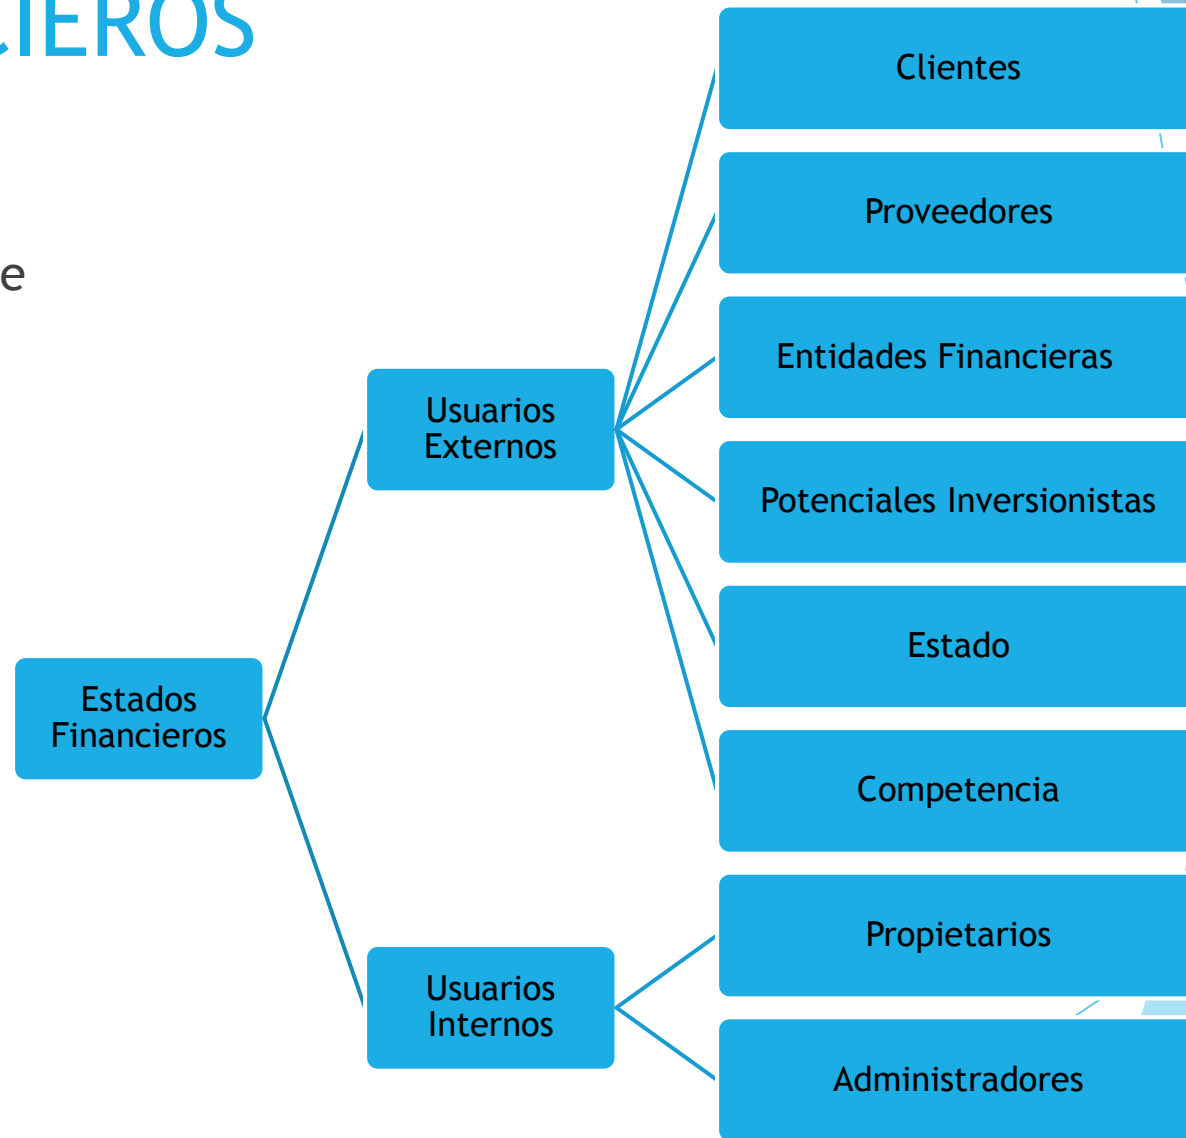 CIEROS
e
Clientes
Proveedores
Entidades Financieras
Potenciales Inversionistas
Estado
Competencia
Propietarios
Administradores
Usuarios
Externos
Usuarios
Internos
Estados
Financieros